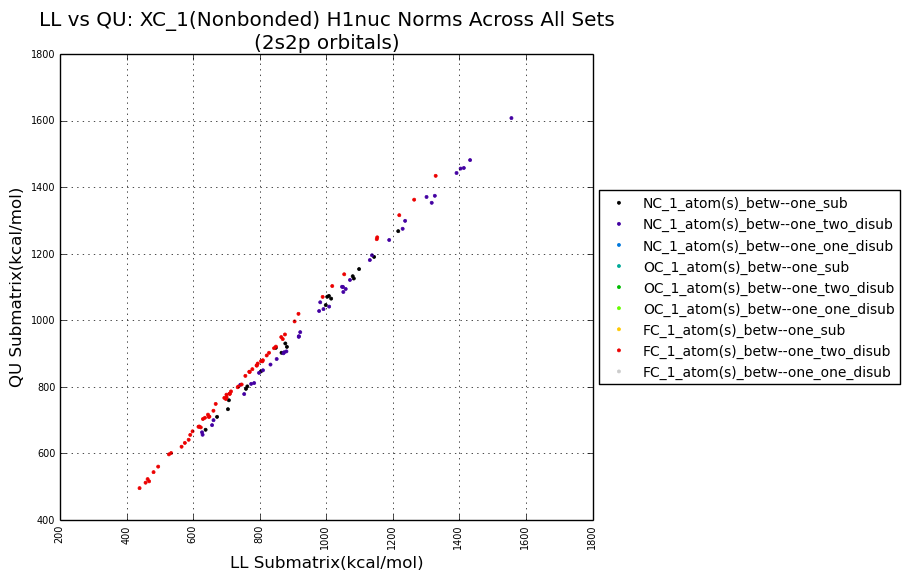 LL vs QU: XC_1(Nonbonded) H1nuc Norms Across All Sets
(2s2p orbitals)
1800
1600
1400
1200
1000
800
600
400
QU Submatrix(kcal/mol)
200
400
600
800
1000
1200
1400
1600
1800
LL Submatrix(kcal/mol)
NC_1_atom(s)_betw--one_sub
NC_1_atom(s)_betw--one_two_disub
NC_1_atom(s)_betw--one_one_disub
OC_1_atom(s)_betw--one_sub
OC_1_atom(s)_betw--one_two_disub
OC_1_atom(s)_betw--one_one_disub
FC_1_atom(s)_betw--one_sub
FC_1_atom(s)_betw--one_two_disub
FC_1_atom(s)_betw--one_one_disub